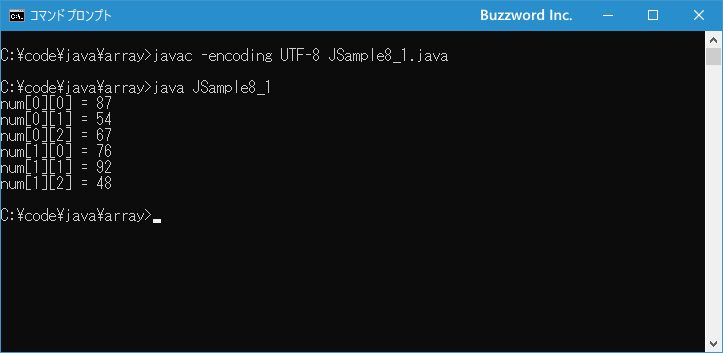 コマンドプロンプト Buzzword Inc.
C:¥code¥java¥array>javac -encoding UTF-8 JSample8_1.java
C:¥code¥java¥array>java JSample8_1
num[0][0] = 87
num[0][1] = 54
num[0][2] = 67
num[1][0] = 76
num[1][1] = 92
num[1][2] = 48
C:¥code¥java¥array>